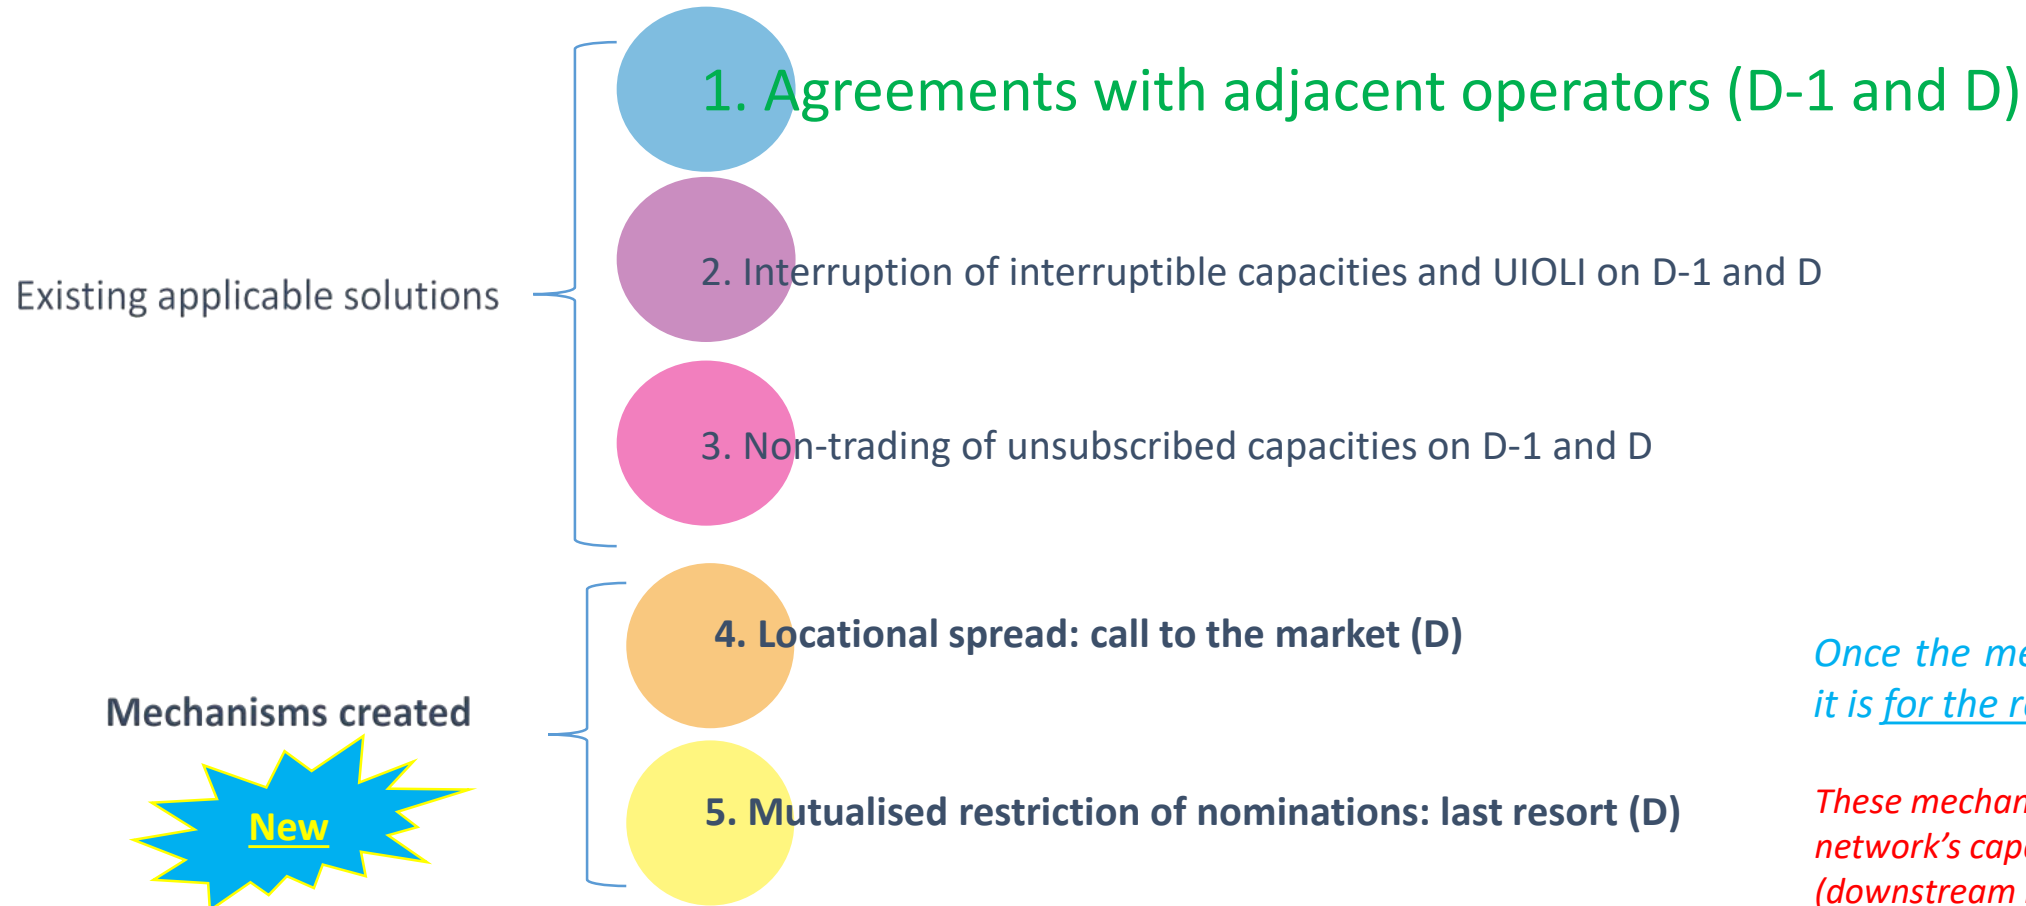 1. Agreements with adjacent operators (D-1 and D)
2. Interruption of interruptible capacities and UIOLI on D-1 and D
Existing applicable solutions
3. Non-trading of unsubscribed capacities on D-1 and D
4. Locational spread: call to the market (D)
Once the
it is for the
Mechanisms created
New
5. Mutualised restriction of nominations: last resort (D)
These
network's
(downstream